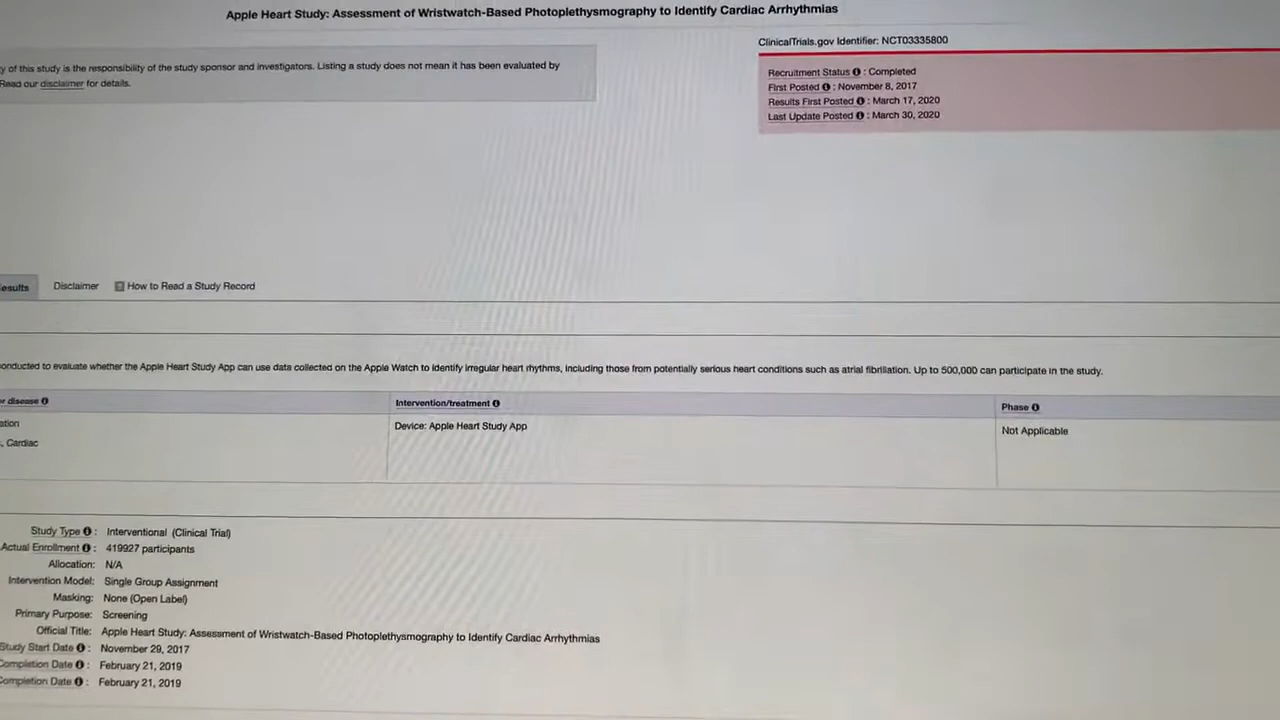 Apple Heart Study: Assessment of Wristwatch-Based Photoplethysmography to Identify Cardiac Arrhythmias
ClinicalTrials.gov Identifier: NCT03335800
y of this study is the responsibility of the study sponsor and investigators. Listing a study does not mean it has been evaluated by
Read our disclaimer for details.
Recruitment Status : Completed
First Posted : November 8, 2017
Results First Posted : March 17, 2020
Last Update Posted : March 30, 2020
esults
Disclaimer
How to Read a Study Record
onducted to evaluate whether the Apple Heart Study App can use data collected on the Apple Watch to identify irregular heart rhythms, including those from potentially serious heart conditions such as atrial fibrillation. Up to 500,000 can participate in the study.
r disease
Intervention/treatment
Phase
ation
Device: Apple Heart Study App
Not Applicable
, Cardiac
Study Type : Interventional (Clinical Trial)
Actual Enrollment : 419927 participants
Allocation: N/A
Intervention Model: Single Group Assignment
Masking: None (Open Label)
Primary Purpose: Screening
Official Title: Apple Heart Study: Assessment of Wristwatch-Based Photoplethysmography to Identify Cardiac Arrhythmias
Study Start Date : November 29, 2017
Completion Date : February 21, 2019
Completion Date : February 21, 2019